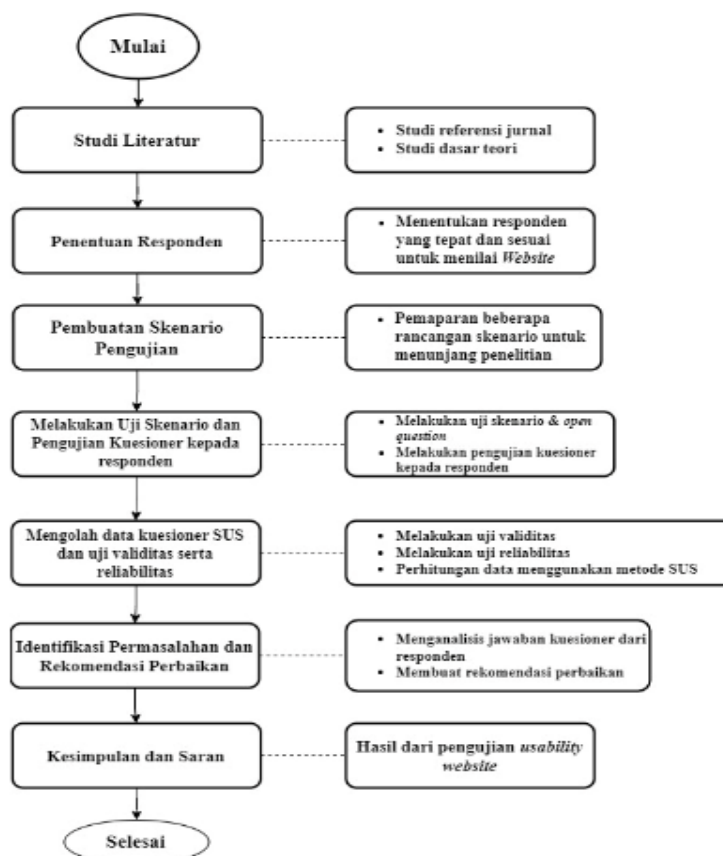 Mulai
Studi Literatur
• Studi referensi jurnal
• Studi dasar teori
Penentuan Responden
• Menentukan responden
yang tepat dan sesuai
untuk menilai Website
Pembuatan Skenario
Pengujian
• Pemaparan beberapa
rancangan skenario untuk
menunjang penelitian
Melakukan Uji Skenario dan
Pengujian Kuesioner kepada
responden
• Melakukan uji skenario & open
question
• Melakukan pengujian kuesioner
kepada responden
Mengolah data kuesioner SUS
dan uji validitas serta
reliabilitas
• Melakukan uji validitas
• Melakukan uji reliabilitas
• Perhitungan data menggunakan metode SUS
Identifikasi Permasalahan dan
Rekomendasi Perbaikan
• Menganalisis jawaban kuesioner dari
responden
• Membuat rekomendasi perbaikan
Kesimpulan dan Saran
Hasil dari pengujian usability
website
Selesai